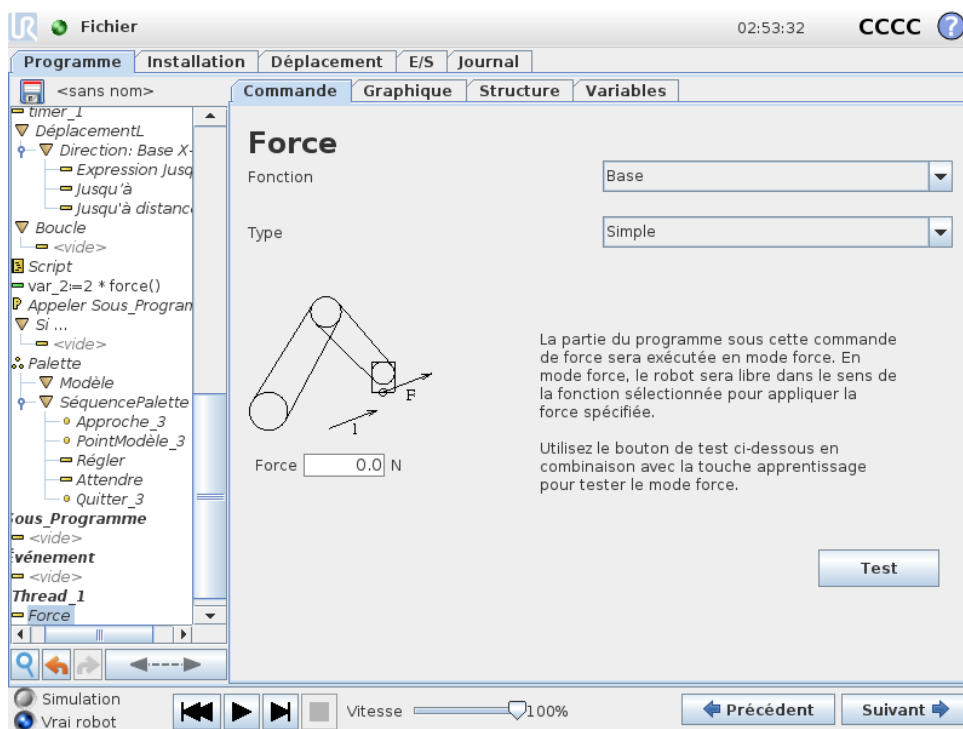 UR Fichier 02:53:32 CCCC ?
Programme Installation Déplacement E/S Journal
<sans nom>
Commande Graphique Structure Variables
timer_1
DéplacementL
Direction: Base X-
Expression Jusq
Jusqu'à
Jusqu'à distanc
Boucle
<vide>
Script
var_2:=2 * force()
Appeler Sous_Program
Si ...
<vide>
Palette
Modèle
SéquencePalette
Approche_3
PointModèle_3
Régler
Attendre
Quitter_3
Sous_Programme
<vide>
Événement
<vide>
Thread_1
Force
Force
Fonction Base
Type Simple
F
1
Force 0.0 N
La partie du programme sous cette commande
de force sera exécutée en mode force. En
mode force, le robot sera libre dans le sens de
la fonction sélectionnée pour appliquer la
force spécifiée.
Utilisez le bouton de test ci-dessous en
combinaison avec la touche apprentissage
pour tester le mode force.
Test
Simulation
Vrai robot
Vitesse 100%
Précédent Suivant